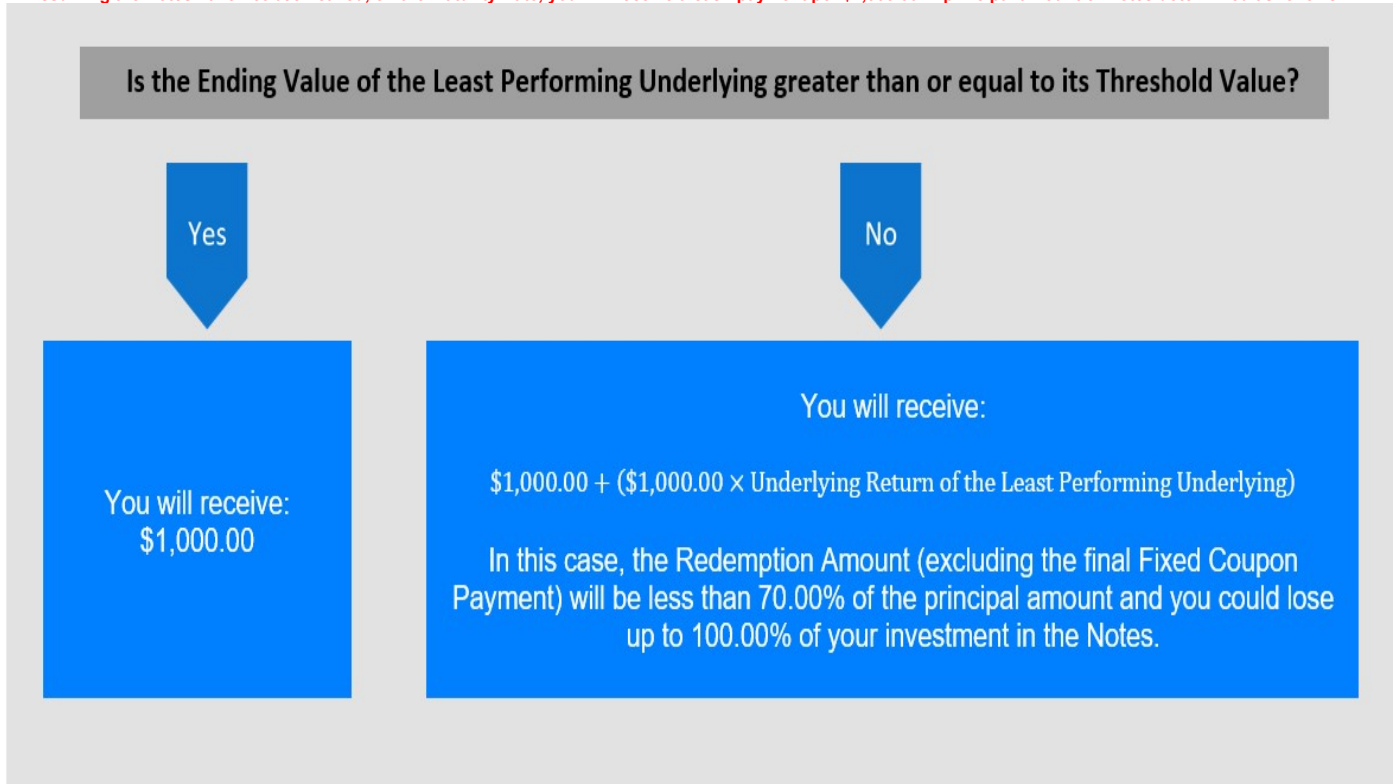 Is the Ending Value of the Least Performing Underlying greater than or equal to its Threshold Value?
Yes
No
You will receive:
$1,000.00
You will receive:
$1,000.00 + ($1,000.00 × Underlying Return of the Least Performing Underlying)
In this case, the Redemption Amount (excluding the final Fixed Coupon
Payment) will be less than 70.00% of the principal amount and you could lose
up to 100.00% of your investment in the Notes.